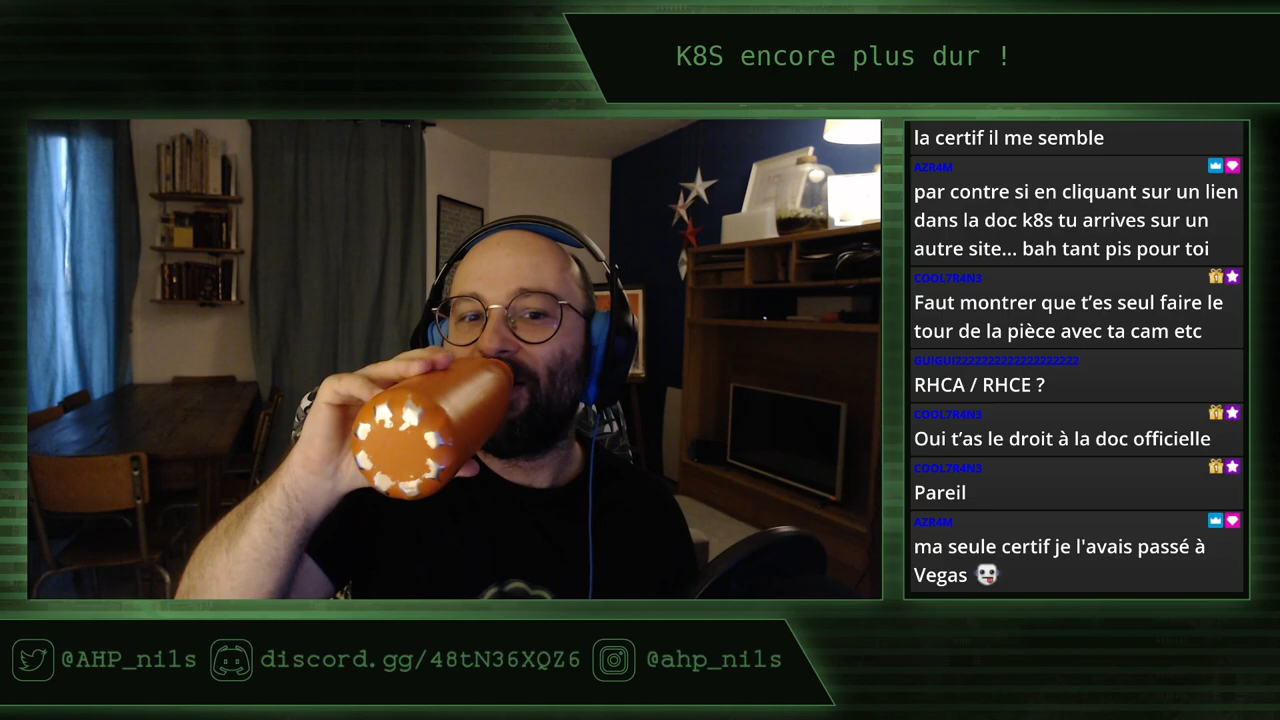 K8S encore plus dur !
la certif il me semble
AZR4M
par contre si en cliquant sur un lien
dans la doc k8s tu arrives sur un
autre site... bah tant pis pour toi
COOL7R4N3
Faut montrer que t'es seul faire le
tour de la pièce avec ta cam etc
RHCA / RHCE ?
COOL7R4N3
Oui t'as le droit à la doc officielle
COOL7R4N3
Pareil
AZR4M
ma seule certif je l'avais passé à
Vegas
@AHP_nils
discord.gg/48tN36XQZ6
@ahp_nils